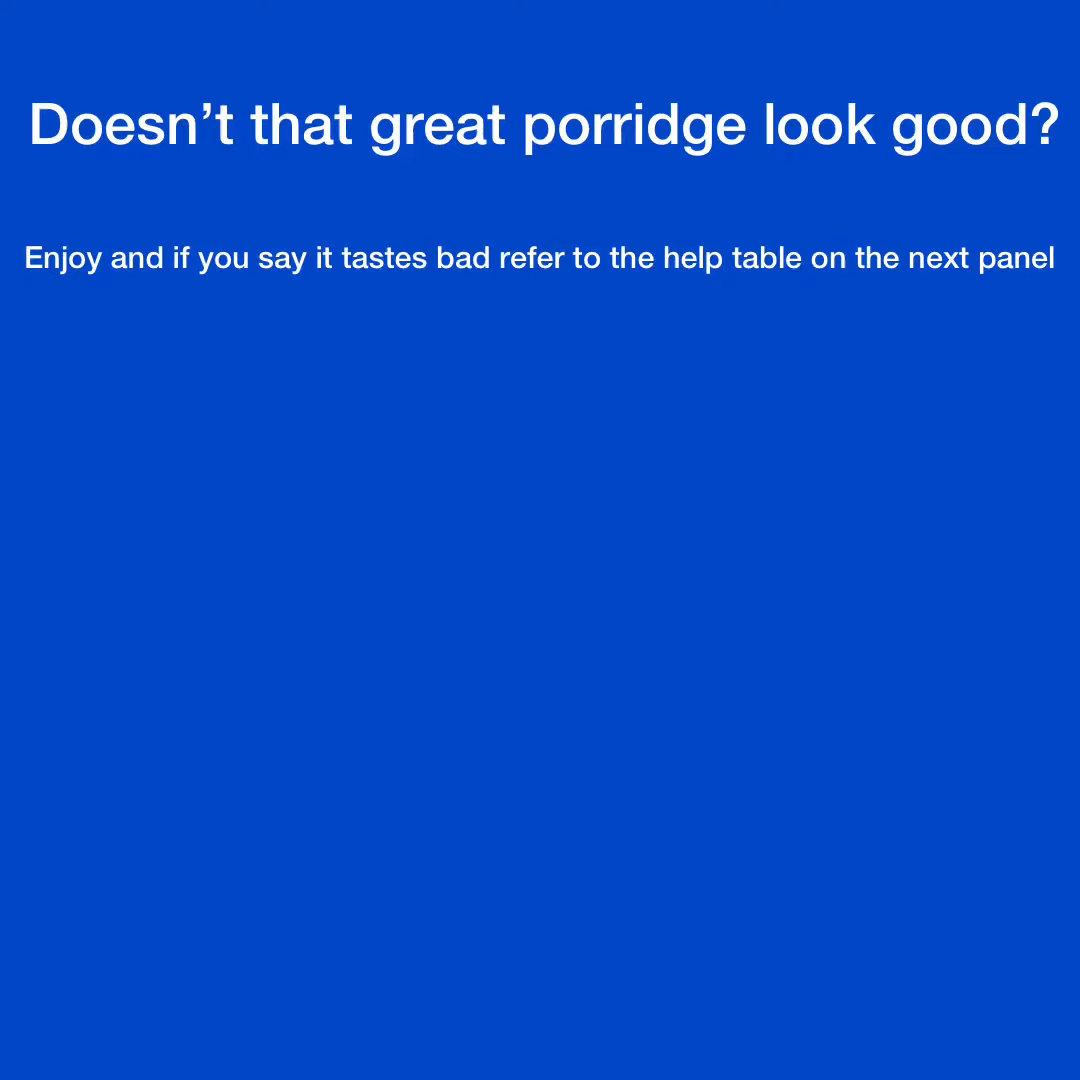 Doesn’t that great porridge look good?
Enjoy and if you say it tastes bad refer to the help table on the next panel